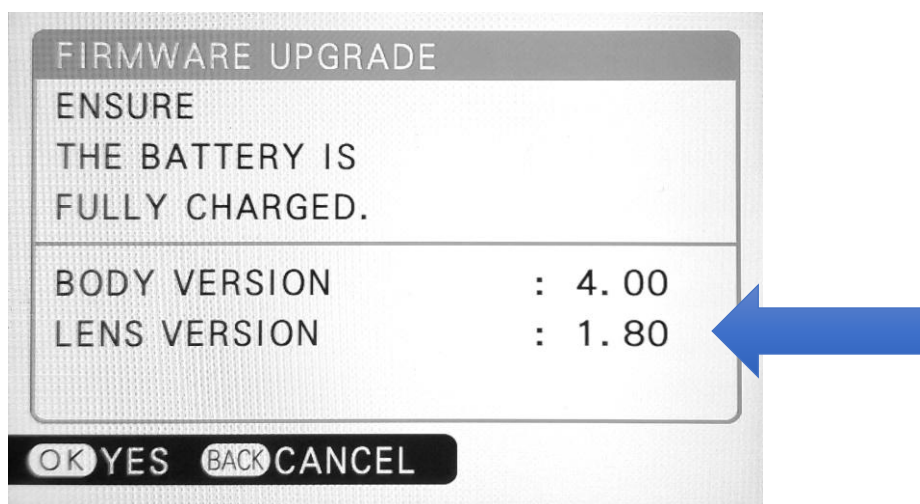 FIRMWARE UPGRADE
ENSURE
THE BATTERY IS
FULLY CHARGED.
BODY VERSION : 4.00
LENS VERSION : 1.80
OK YES BACK CANCEL